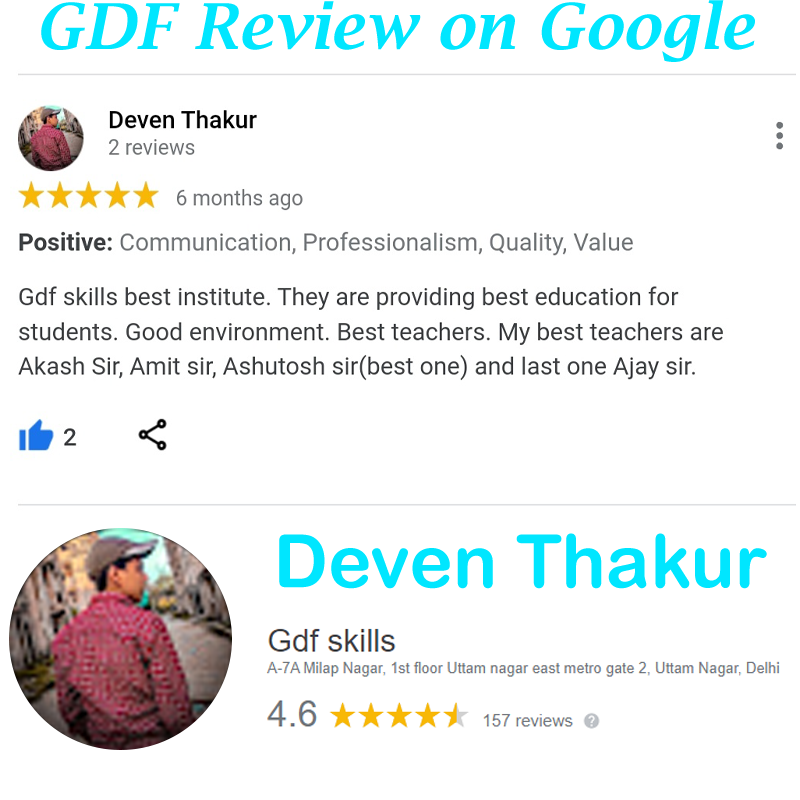 GDF Review on Google
Deven Thakur
2 reviews
6 months ago
Positive: Communication, Professionalism, Quality, Value
Gdf skills best institute. They are providing best education for
students. Good environment. Best teachers. My best teachers are
Akash Sir, Amit sir, Ashutosh sir(best one) and last one Ajay sir.
2
Deven Thakur
Gdf skills
A-7A Milap Nagar, 1st floor Uttam nagar east metro gate 2, Uttam Nagar, Delhi
4.6 157 reviews ?